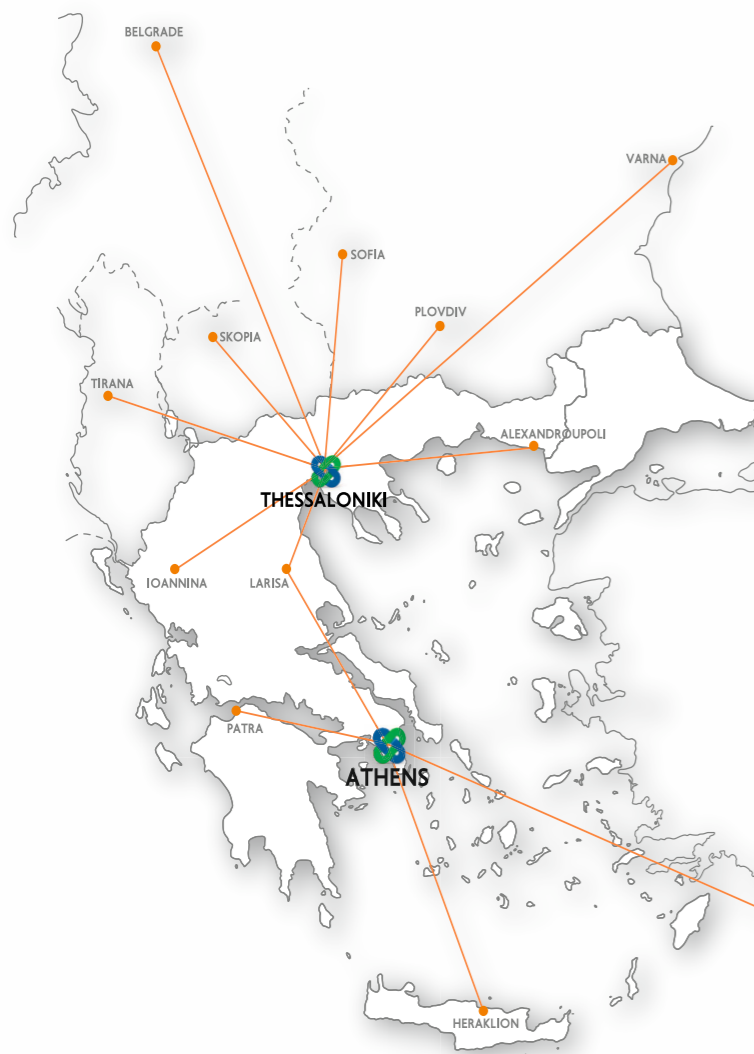 BELGRADE
VARNA
SOFIA
PLOVDIV
SKOPIA
TIRANA
ALEXANDROUPOLI
THESSALONIKI
IOANNINA
LARISA
PATRA
ATHENS
HERAKLION